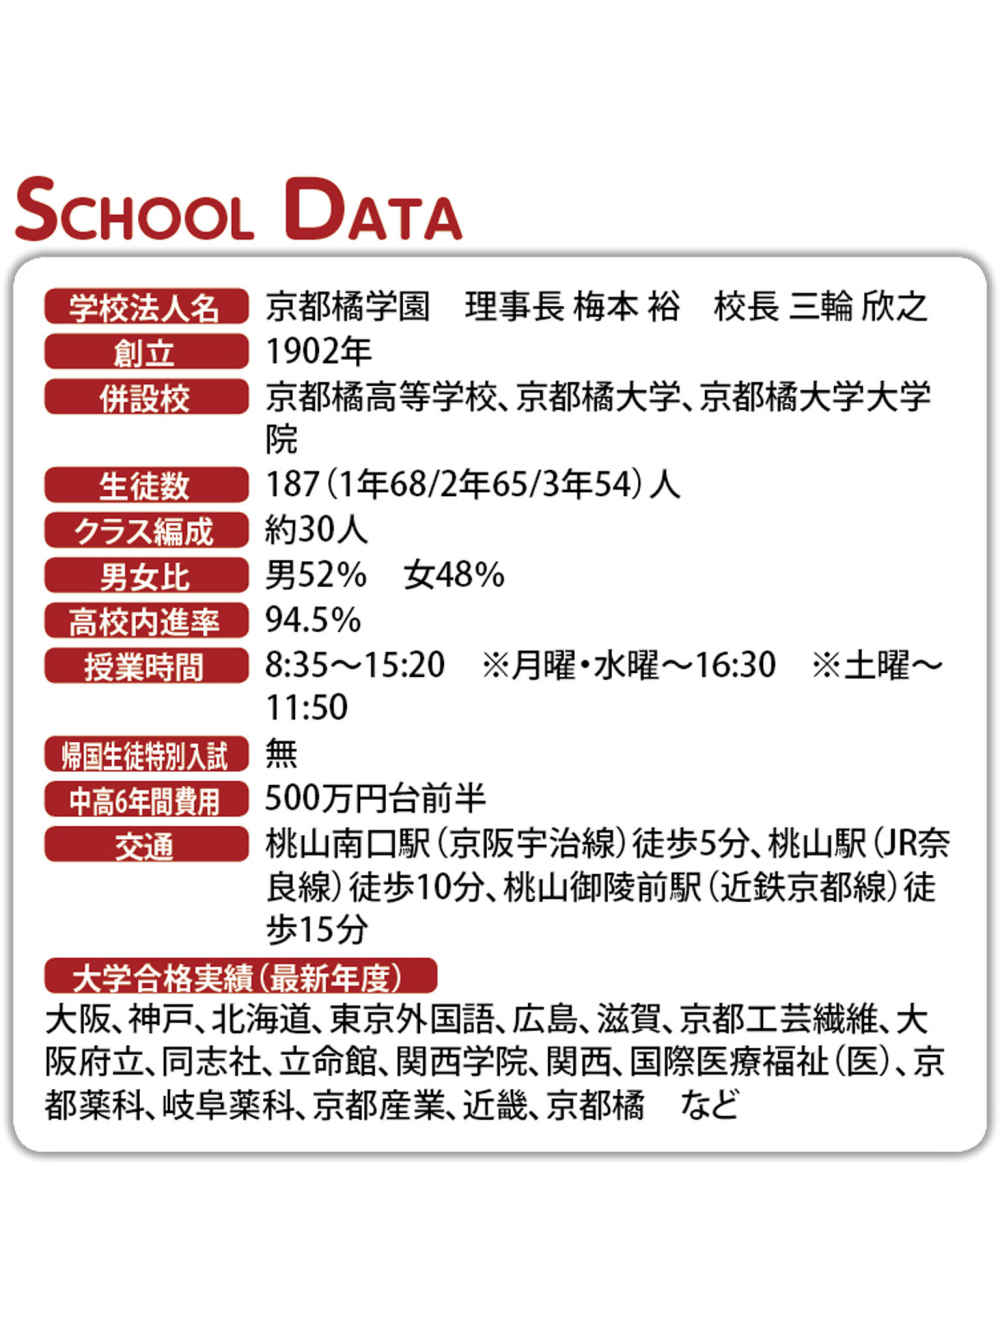 SCHOOL DATA
学校法人名 京都橘学園　理事長 梅本 裕　校長 三輪 欣之
創立 1902年
併設校 京都橘高等学校、京都橘大学、京都橘大学大学
院
生徒数 187（1年68/2年65/3年54）人
クラス編成 約30人
男女比 男52%　女48%
高校内進率 94.5%
授業時間 8:35〜15:20　※月曜・水曜〜16:30　※土曜〜
11:50
帰国生徒特別入試 無
中高6年間費用 500万円台前半
交通 桃山南口駅（京阪宇治線）徒歩5分、桃山駅（JR奈
良線）徒歩10分、桃山御陵前駅（近鉄京都線）徒
歩15分
大学合格実績（最新年度）
大阪、神戸、北海道、東京外国語、広島、滋賀、京都工芸繊維、大
阪府立、同志社、立命館、関西学院、関西、国際医療福祉（医）、京
都薬科、岐阜薬科、京都産業、近畿、京都橘　など